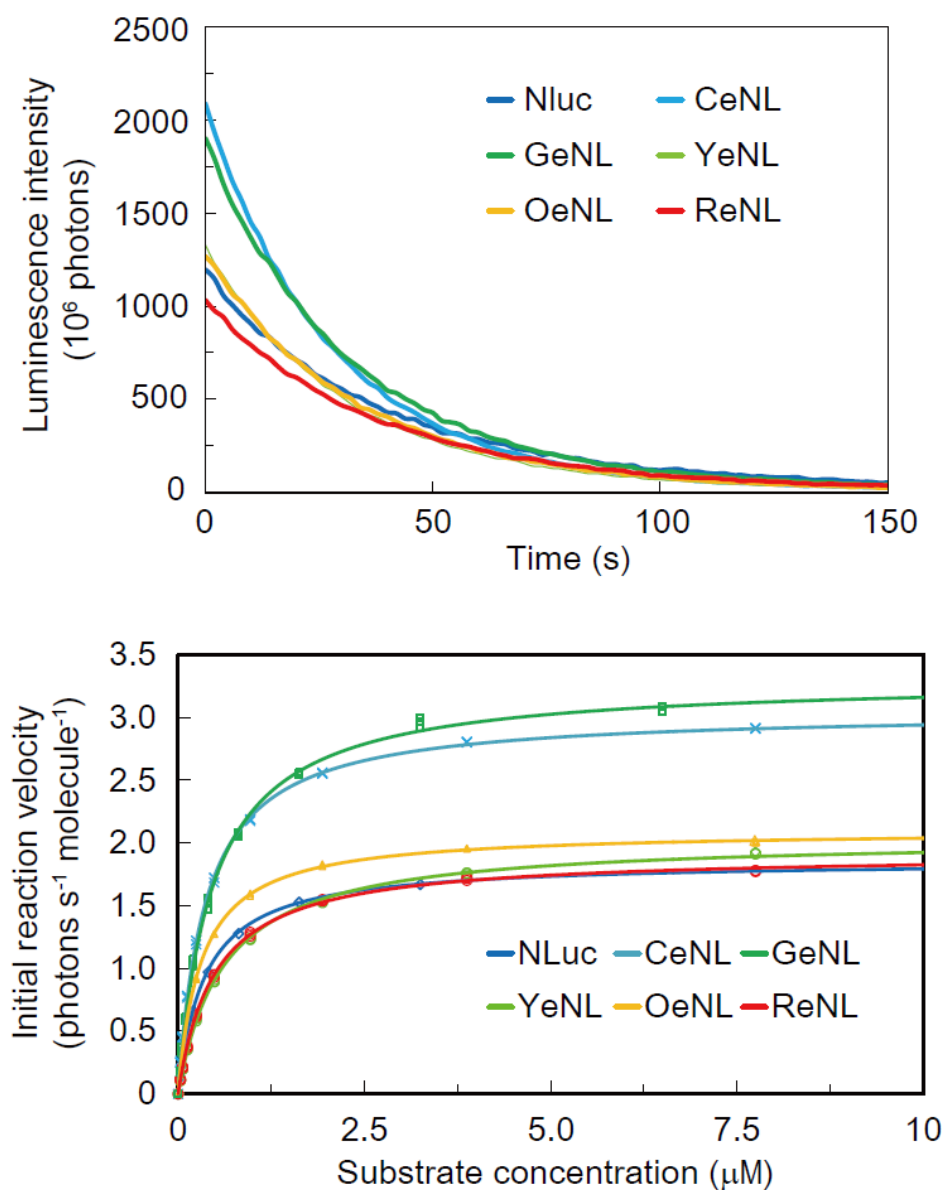 2500
2000
1500
1000
500
0
Luminescence intensity
(10⁶ photons)
Nluc
CeNL
GeNL
YeNL
OeNL
ReNL
0 50 100 150
Time (s)
3.5
3.0
2.5
2.0
1.5
1.0
0.5
0
Initial reaction velocity
(photons s⁻¹ molecule⁻¹)
NLuc CeNL GeNL
YeNL OeNL ReNL
0 2.5 5.0 7.5 10
Substrate concentration (μM)